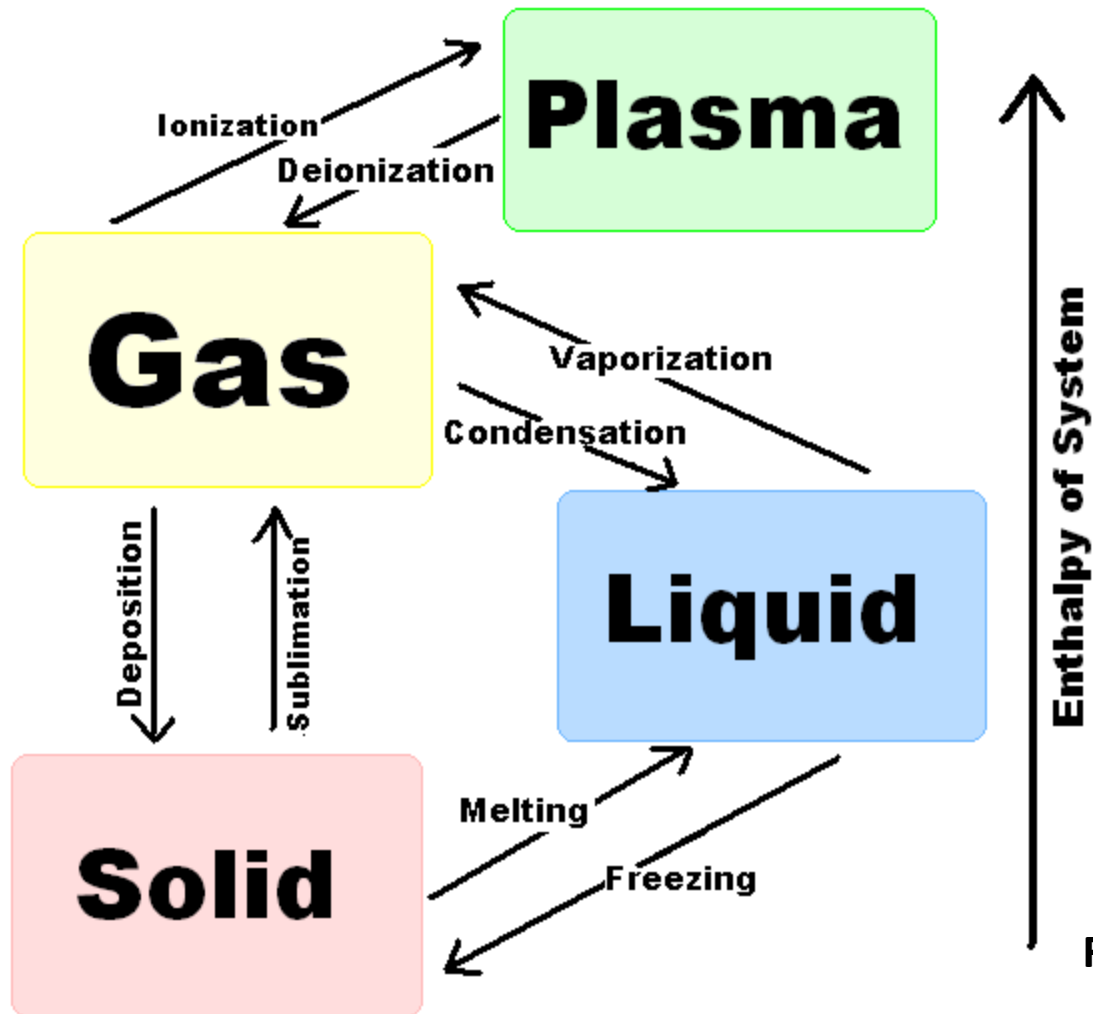 Plasma
Ionization
Deionization
Gas
Vaporization
Condensation
Enthalpy of System
Liquid
Deposition
Sublimation
Solid
Melting
Freezing